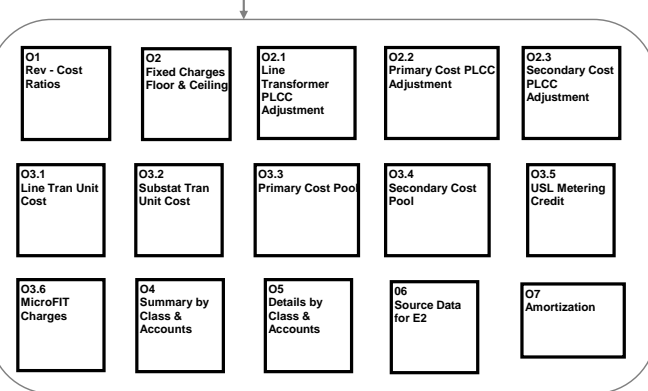 O1
Rev - Cost
Ratios
O2
Fixed Charges
Floor & Ceiling
O2.1
Line
Transformer
PLCC
Adjustment
O2.2
Primary Cost PLCC
Adjustment
O2.3
Secondary Cost
PLCC
Adjustment
O3.1
Line Tran Unit
Cost
O3.2
Substat Tran
Unit Cost
O3.3
Primary Cost Pool
O3.4
Secondary Cost
Pool
O3.5
USL Metering
Credit
O3.6
MicroFIT
Charges
O4
Summary by
Class &
Accounts
O5
Details by
Class &
Accounts
06
Source Data
for E2
O7
Amortization